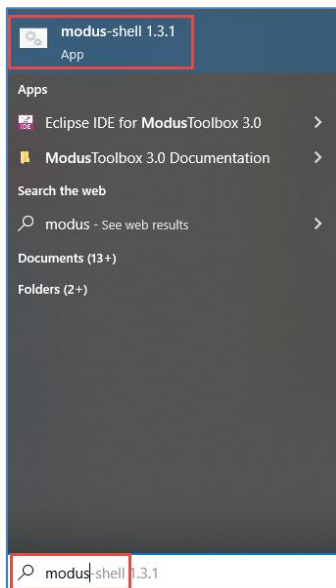 modus-shell 1.3.1
App
Apps
IDE
Eclipse IDE for ModusToolbox 3.0
ModusToolbox 3.0 Documentation
Search the web
modus - See web results
Documents (13+)
Folders (2+)
modus-shell 1.3.1